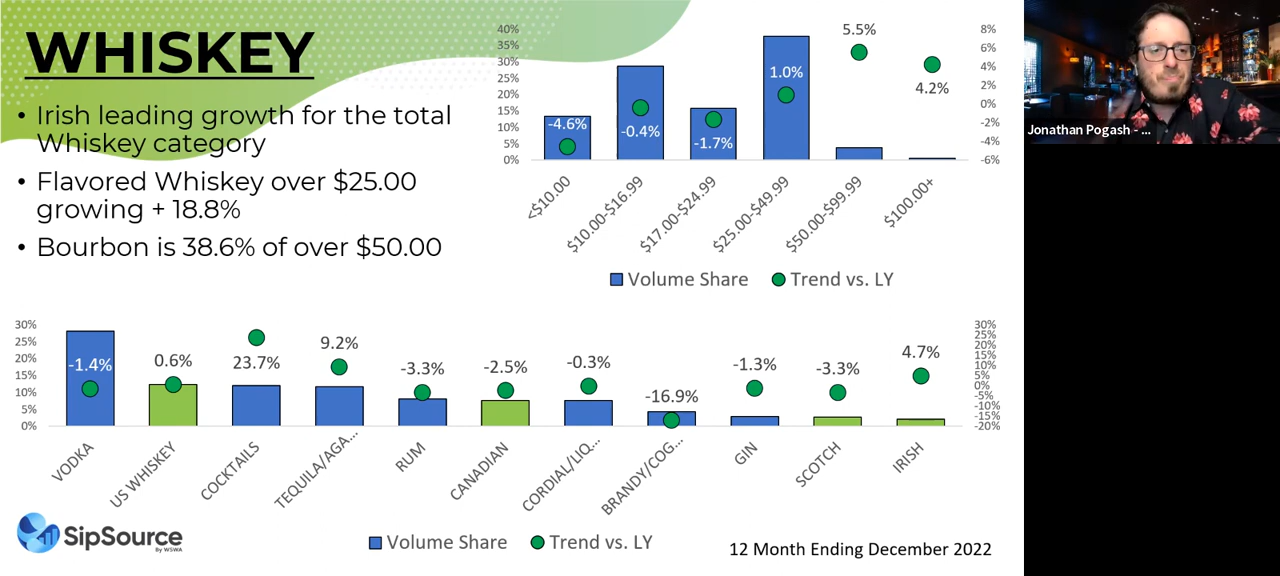 WHISKEY
• Irish leading growth for the total
Whiskey category
• Flavored Whiskey over $25.00
growing + 18.8%
• Bourbon is 38.6% of over $50.00
40%
35%
30%
25%
20%
15%
10%
5%
0%
-4.6%
-0.4%
-1.7%
1.0%
5.5%
4.2%
8%
6%
4%
2%
0%
-2%
-4%
-6%
<$10.00
$10.00-$16.99
$17.00-$24.99
$25.00-$49.99
$50.00-$99.99
$100.00+
Volume Share
Trend vs. LY
Jonathan Pogash - ...
30%
25%
20%
15%
10%
5%
0%
-1.4%
0.6%
23.7%
9.2%
-3.3%
-2.5%
-0.3%
-16.9%
-1.3%
-3.3%
4.7%
30%
25%
20%
15%
10%
5%
0%
-5%
-10%
-15%
-20%
VODKA
US WHISKEY
COCKTAILS
TEQUILA/AGA...
RUM
CANADIAN
CORDIAL/LIQ...
BRANDY/COG...
GIN
SCOTCH
IRISH
Volume Share
Trend vs. LY
SipSource
by WSWA
12 Month Ending December 2022